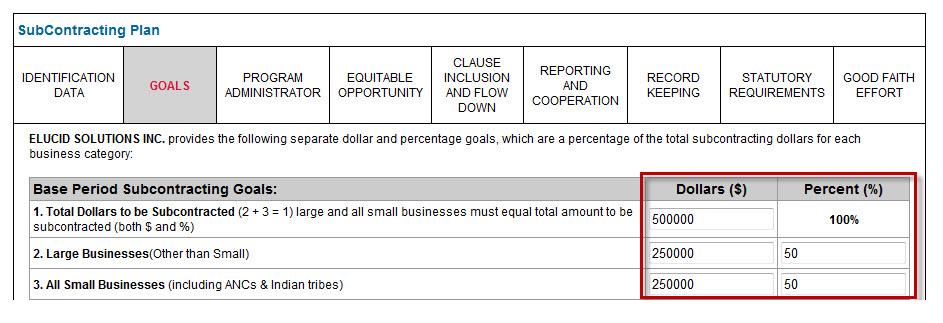 SubContracting Plan
IDENTIFICATION
DATA
GOALS
PROGRAM
ADMINISTRATOR
EQUITABLE
OPPORTUNITY
CLAUSE
INCLUSION
AND FLOW
DOWN
REPORTING
AND
COOPERATION
RECORD
KEEPING
STATUTORY
REQUIREMENTS
GOOD FAITH
EFFORT
ELUCID SOLUTIONS INC. provides the following separate dollar and percentage goals, which are a percentage of the total subcontracting dollars for each
business category:
Base Period Subcontracting Goals: Dollars ($) Percent (%)
1. Total Dollars to be Subcontracted (2 + 3 = 1) large and all small businesses must equal total amount to be
subcontracted (both $ and %)
500000 100%
2. Large Businesses(Other than Small) 250000 50
3. All Small Businesses (including ANCs & Indian tribes) 250000 50